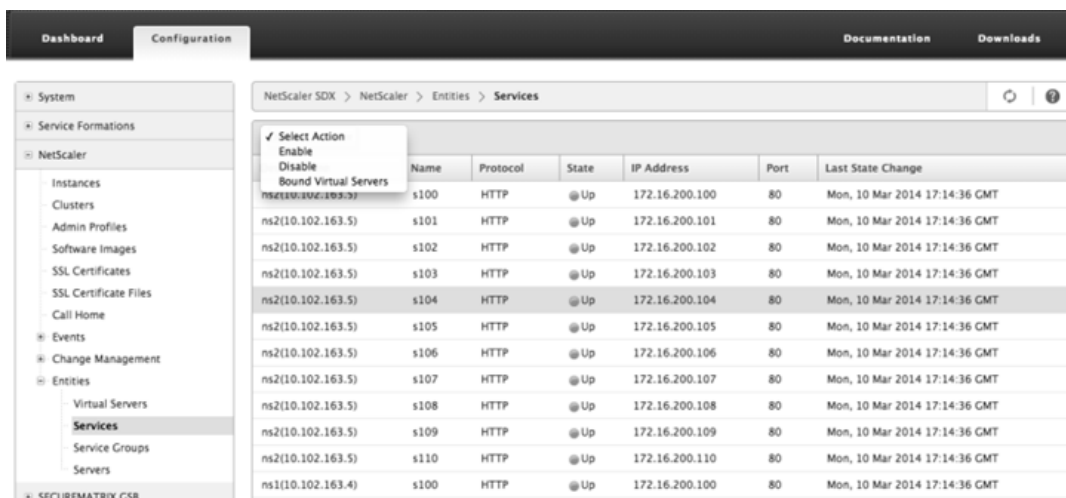 Dashboard Configuration Documentation Downloads
System
Service Formations
NetScaler
Instances
Clusters
Admin Profiles
Software Images
SSL Certificates
SSL Certificate Files
Call Home
Events
Change Management
Entities
Virtual Servers
Services
Service Groups
Servers
SECUREMATRIX GSB
NetScaler SDX > NetScaler > Entities > Services
✓ Select Action
Enable
Disable
Bound Virtual Servers
Name Protocol State IP Address Port Last State Change
ns2(10.102.163.5) s100 HTTP Up 172.16.200.100 80 Mon, 10 Mar 2014 17:14:36 GMT
ns2(10.102.163.5) s101 HTTP Up 172.16.200.101 80 Mon, 10 Mar 2014 17:14:36 GMT
ns2(10.102.163.5) s102 HTTP Up 172.16.200.102 80 Mon, 10 Mar 2014 17:14:36 GMT
ns2(10.102.163.5) s103 HTTP Up 172.16.200.103 80 Mon, 10 Mar 2014 17:14:36 GMT
ns2(10.102.163.5) s104 HTTP Up 172.16.200.104 80 Mon, 10 Mar 2014 17:14:36 GMT
ns2(10.102.163.5) s105 HTTP Up 172.16.200.105 80 Mon, 10 Mar 2014 17:14:36 GMT
ns2(10.102.163.5) s106 HTTP Up 172.16.200.106 80 Mon, 10 Mar 2014 17:14:36 GMT
ns2(10.102.163.5) s107 HTTP Up 172.16.200.107 80 Mon, 10 Mar 2014 17:14:36 GMT
ns2(10.102.163.5) s108 HTTP Up 172.16.200.108 80 Mon, 10 Mar 2014 17:14:36 GMT
ns2(10.102.163.5) s109 HTTP Up 172.16.200.109 80 Mon, 10 Mar 2014 17:14:36 GMT
ns2(10.102.163.5) s110 HTTP Up 172.16.200.110 80 Mon, 10 Mar 2014 17:14:36 GMT
ns1(10.102.163.4) s100 HTTP Up 172.16.200.100 80 Mon, 10 Mar 2014 17:14:36 GMT